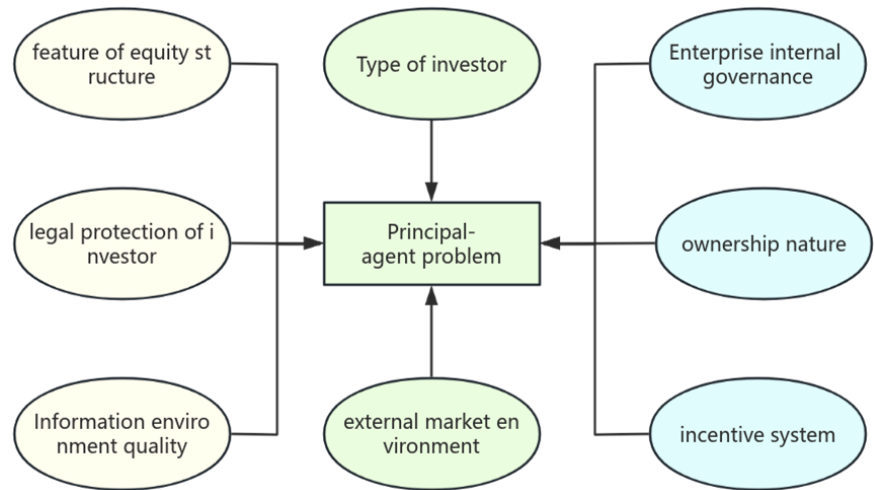 feature of equity st
ructure
Type of investor
Enterprise internal
governance
legal protection of i
nvestor
Principal-
agent problem
ownership nature
Information enviro
nment quality
external market en
vironment
incentive system